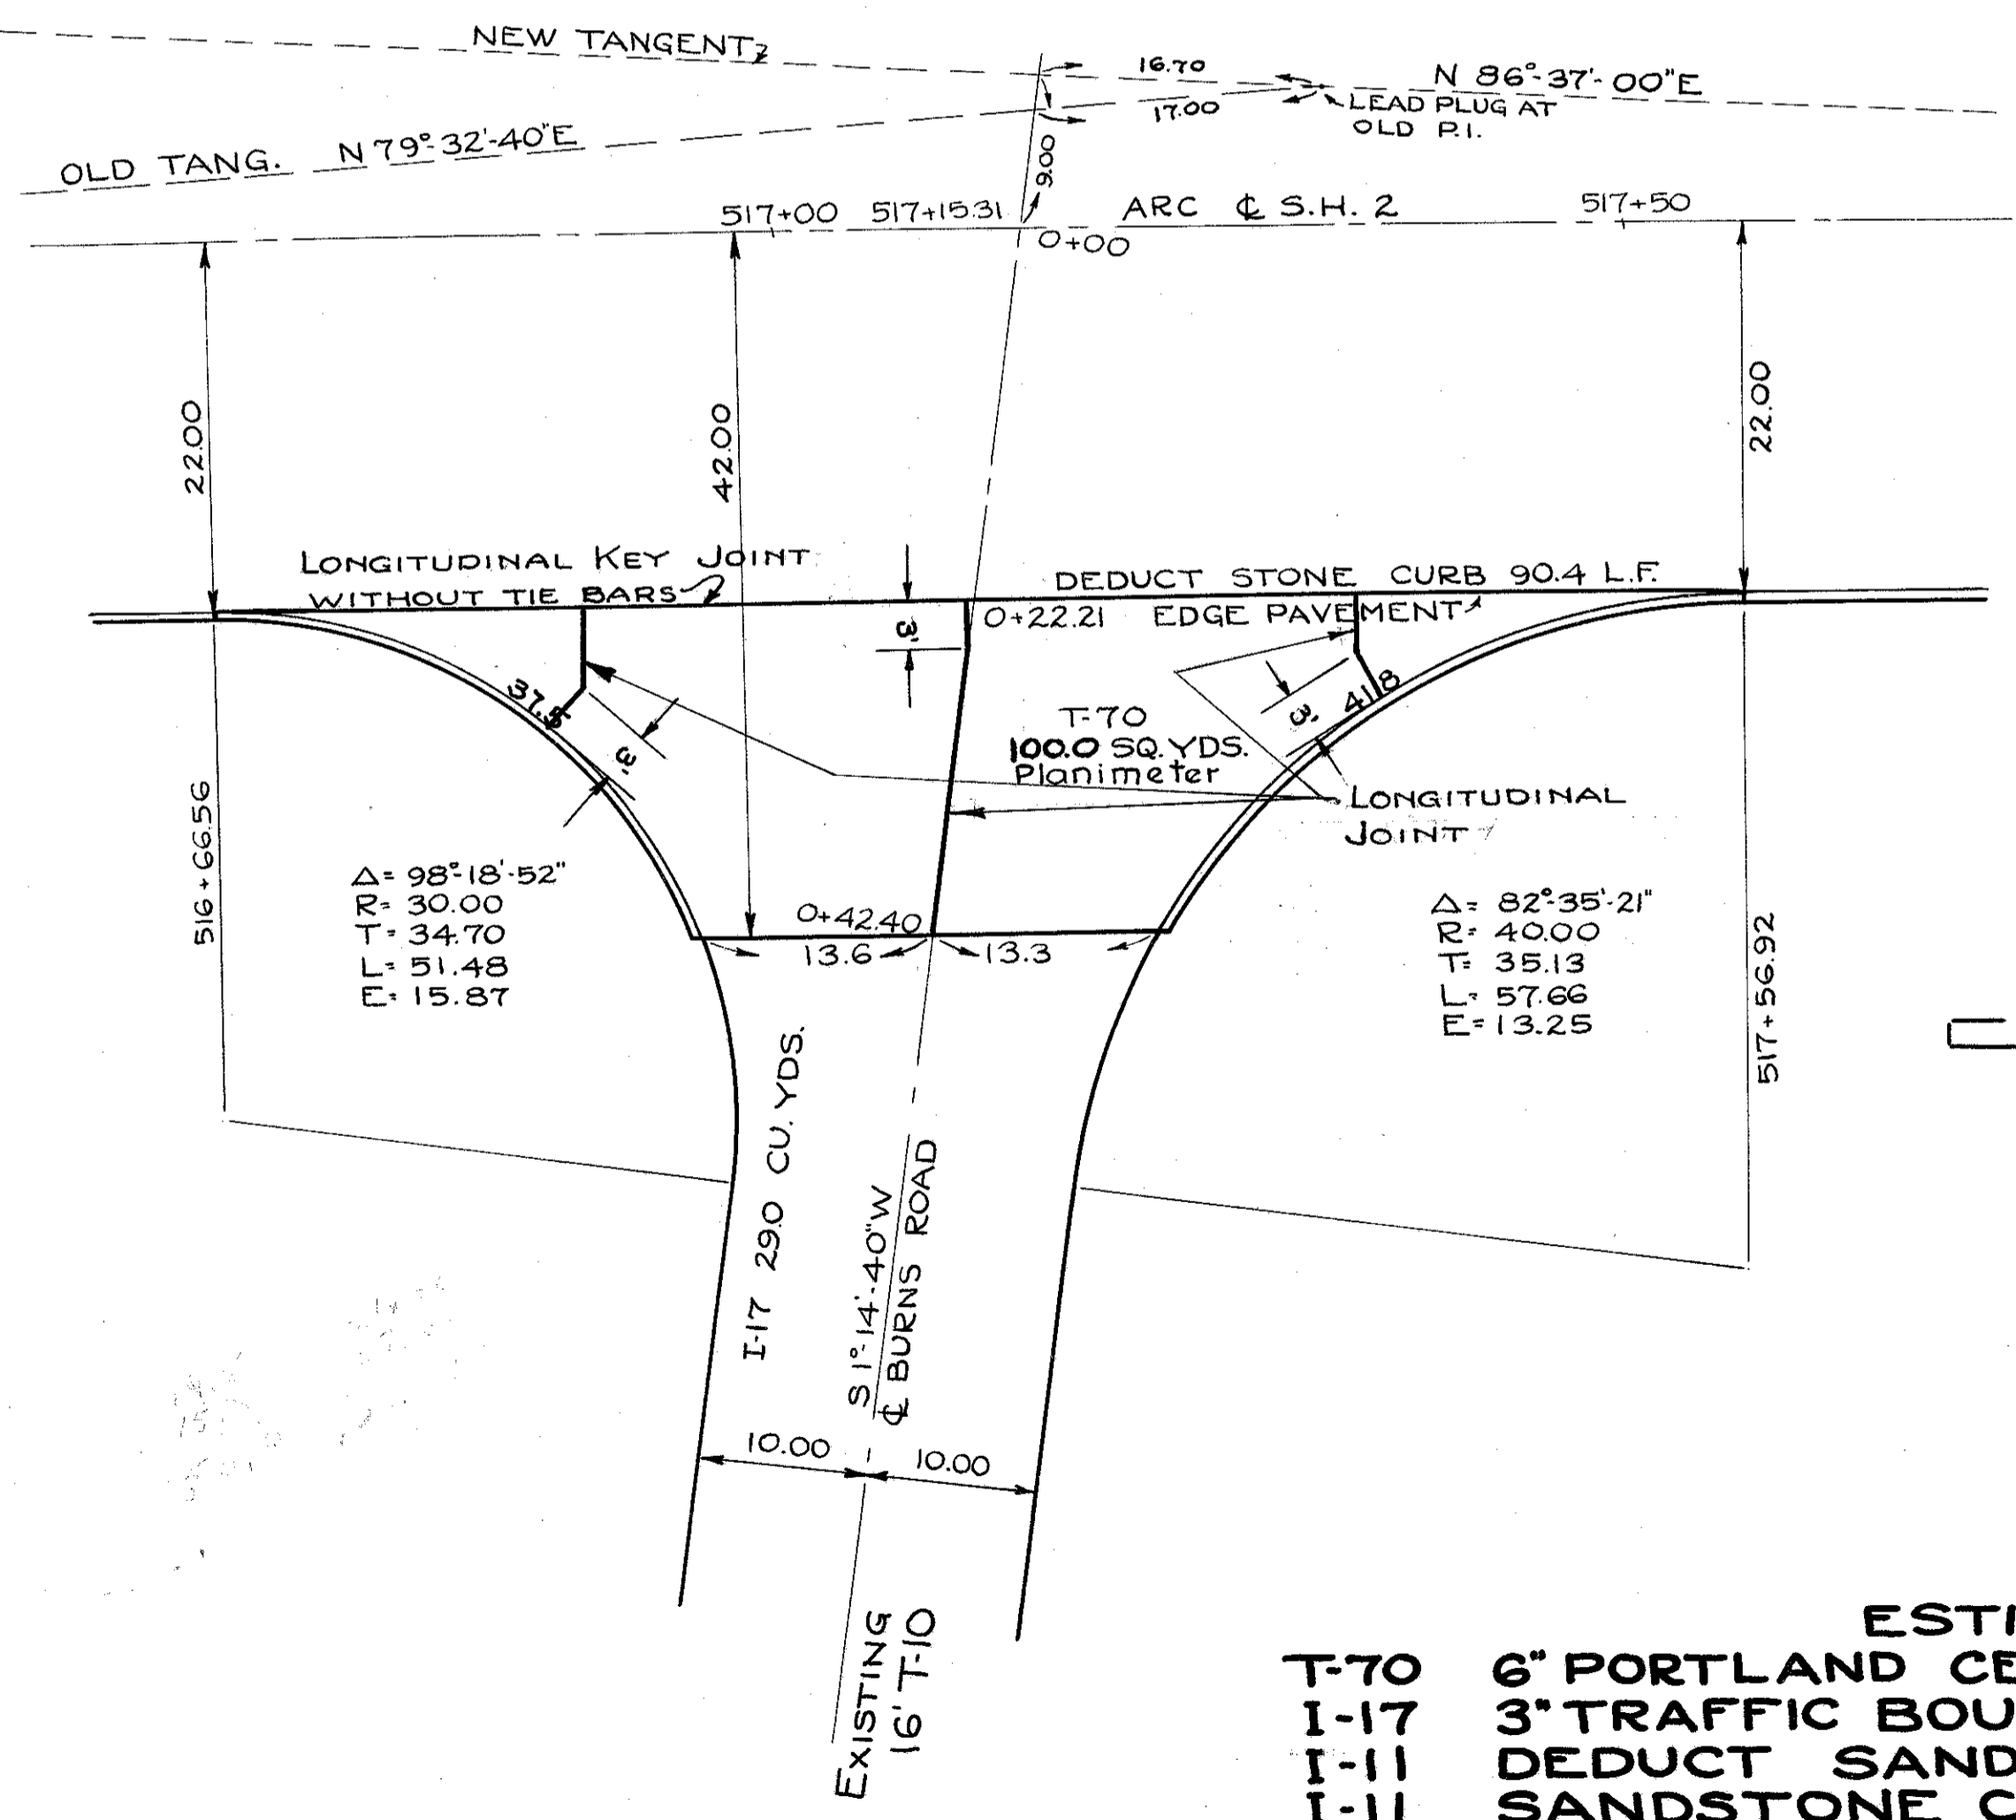 NEW TANGENT
16.70
N 86°-37'-00"E
17.00
LEAD PLUG AT
OLD P.I.
OLD TANG. N 79°-32'-40"E
9.00
517+00 517+15.31 ARC ℄ S.H. 2 517+50
0+00
22.00
42.00
22.00
LONGITUDINAL KEY JOINT
WITHOUT TIE BARS
DEDUCT STONE CURB 90.4 L.F.
0+22.21 EDGE PAVEMENT
3'
37.5
3'
41.8
3'
T-70
100.0 SQ. YDS.
Planimeter
LONGITUDINAL
JOINT
516+66.56
Δ= 98°-18'-52"
R= 30.00
T= 34.70
L= 51.48
E= 15.87
0+42.40
13.6 13.3
Δ= 82°-35'-21"
R= 40.00
T= 35.13
L= 57.66
E= 13.25
517+56.92
I-17 29.0 CU. YDS.
S 1°-14'-40"W
℄ BURNS ROAD
10.00 10.00
EXISTING
16' T-10
ESTI
T-70 6" PORTLAND CE
I-17 3" TRAFFIC BOU
I-11 DEDUCT SAND
I-11 SANDSTONE C